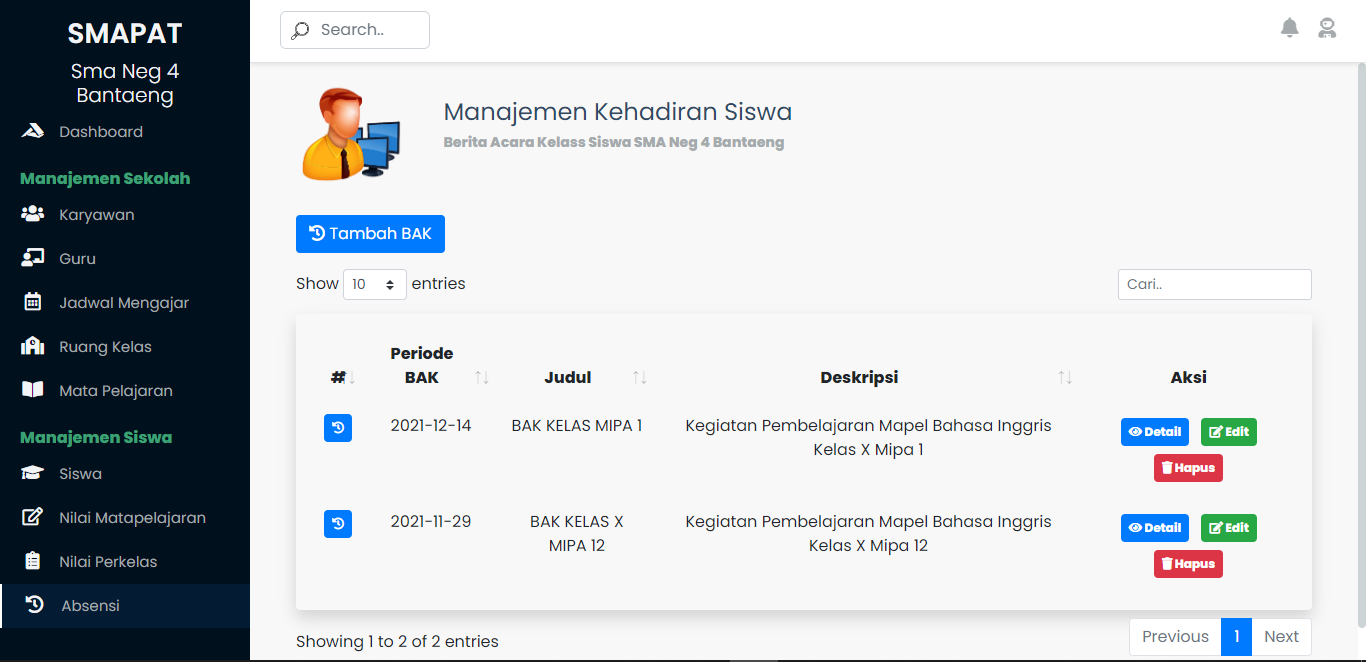 SMAPAT
Sma Neg 4
Bantaeng
Dashboard
Manajemen Sekolah
Karyawan
Guru
Jadwal Mengajar
Ruang Kelas
Mata Pelajaran
Manajemen Siswa
Siswa
Nilai Matapelajaran
Nilai Perkelas
Absensi
Search..
Manajemen Kehadiran Siswa
Berita Acara Kelass Siswa SMA Neg 4 Bantaeng
Tambah BAK
Show 10 entries
Cari..
# Periode BAK Judul Deskripsi Aksi
2021-12-14 BAK KELAS MIPA 1 Kegiatan Pembelajaran Mapel Bahasa Inggris Detail Edit
Kelas X Mipa 1
Hapus
2021-11-29 BAK KELAS X Kegiatan Pembelajaran Mapel Bahasa Inggris Detail Edit
MIPA 12 Kelas X Mipa 12
Hapus
Showing 1 to 2 of 2 entries
Previous 1 Next